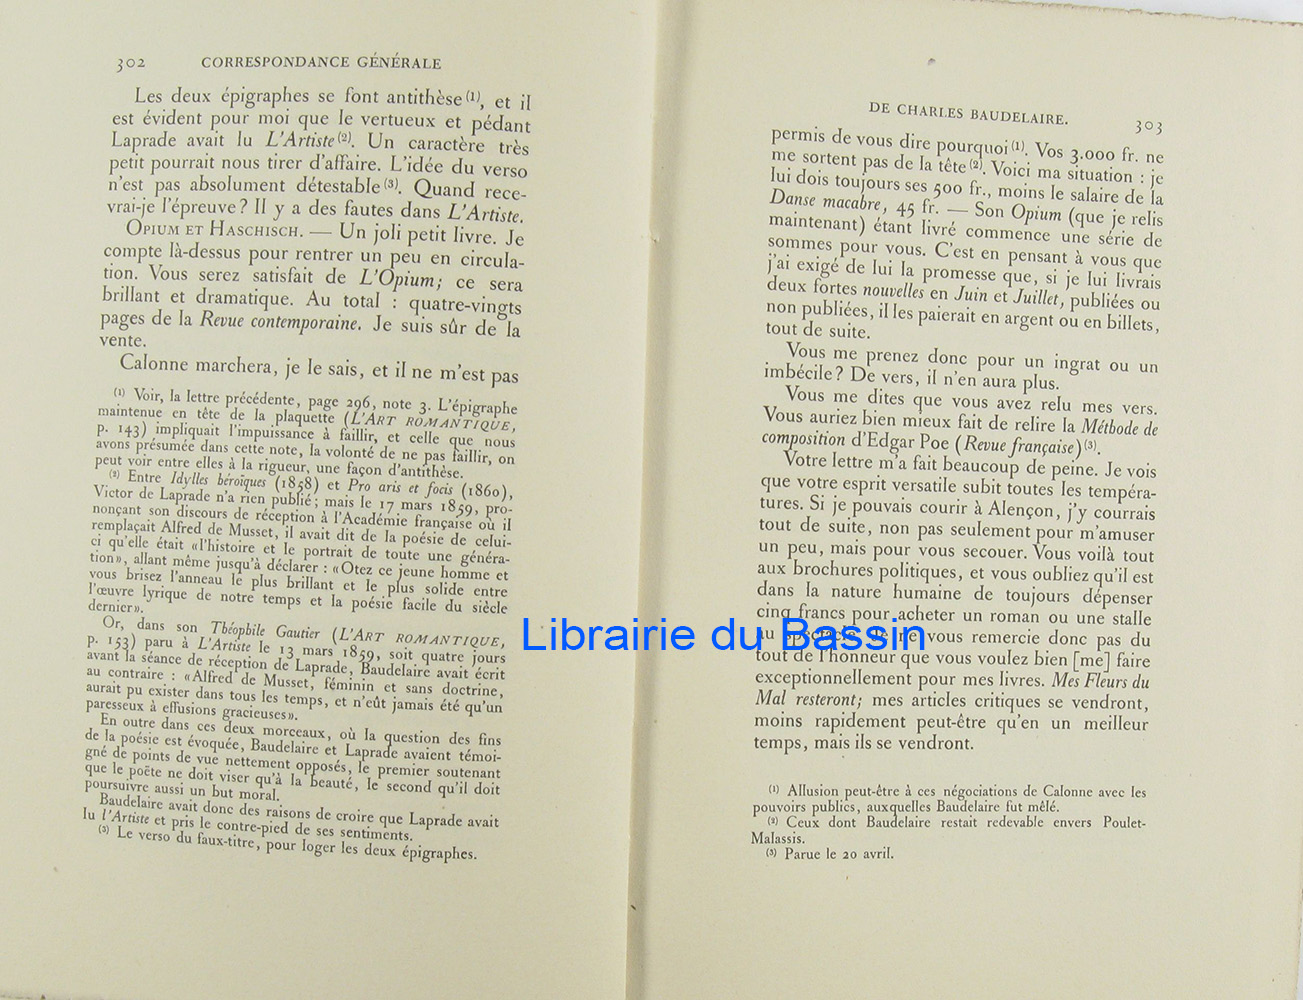 302 CORRESPONDANCE GÉNÉRALE
Les deux épigraphes se font antithèse (1), et il
est évident pour moi que le vertueux et pédant
Laprade avait lu L'Artiste (2). Un caractère très
petit pourrait nous tirer d'affaire. L'idée du verso
n'est pas absolument détestable (3). Quand rece-
vrai-je l'épreuve? Il y a des fautes dans L'Artiste.
OPIUM ET HASCHISCH. — Un joli petit livre. Je
compte là-dessus pour rentrer un peu en circula-
tion. Vous serez satisfait de L'Opium; ce sera
brillant et dramatique. Au total : quatre-vingts
pages de la Revue contemporaine. Je suis sûr de la
vente.
Calonne marchera, je le sais, et il ne m'est pas
(1) Voir, la lettre précédente, page 296, note 3. L'épigraphe
maintenue en tête de la plaquette (L'ART ROMANTIQUE,
p. 143) impliquait l'impuissance à faillir, et celle que nous
avons présumée dans cette note, la volonté de ne pas faillir, on
peut voir entre elles à la rigueur, une façon d'antithèse.
(2) Entre Idylles héroïques (1858) et Pro aris et focis (1860),
Victor de Laprade n'a rien publié; mais le 17 mars 1859, pro-
nonçant son discours de réception à l'Académie française où il
remplaçait Alfred de Musset, il avait dit de la poésie de celui-
ci qu'elle était «l'histoire et le portrait de toute une généra-
tion», allant même jusqu'à déclarer : «Otez ce jeune homme et
vous brisez l'anneau le plus brillant et le plus solide entre
l'œuvre lyrique de notre temps et la poésie facile du siècle
dernier».
Or, dans son Théophile Gautier (L'ART ROMANTIQUE,
p. 153) paru à L'Artiste le 13 mars 1859, soit quatre jours
avant la séance de réception de Laprade, Baudelaire avait écrit
au contraire : «Alfred de Musset, féminin et sans doctrine,
aurait pu exister dans tous les temps, et n'eût jamais été qu'un
paresseux à effusions gracieuses».
En outre dans ces deux morceaux, où la question des fins
de la poésie est évoquée, Baudelaire et Laprade avaient témoi-
gné de points de vue nettement opposés, le premier soutenant
que le poëte ne doit viser qu'à la beauté, le second qu'il doit
poursuivre aussi un but moral.
Baudelaire avait donc des raisons de croire que Laprade avait
lu l'Artiste et pris le contre-pied de ses sentiments.
(3) Le verso du faux-titre, pour loger les deux épigraphes.
DE CHARLES BAUDELAIRE. 303
permis de vous dire pourquoi (1). Vos 3.000 fr. ne
me sortent pas de la tête (2). Voici ma situation : je
lui dois toujours ses 500 fr., moins le salaire de la
Danse macabre, 45 fr. — Son Opium (que je relis
maintenant) étant livré commence une série de
sommes pour vous. C'est en pensant à vous que
j'ai exigé de lui la promesse que, si je lui livrais
deux fortes nouvelles en Juin et Juillet, publiées ou
non publiées, il les paierait en argent ou en billets,
tout de suite.
Vous me prenez donc pour un ingrat ou un
imbécile? De vers, il n'en aura plus.
Vous me dites que vous avez relu mes vers.
Vous auriez bien mieux fait de relire la Méthode de
composition d'Edgar Poe (Revue française) (3).
Votre lettre m'a fait beaucoup de peine. Je vois
que votre esprit versatile subit toutes les tempéra-
tures. Si je pouvais courir à Alençon, j'y courrais
tout de suite, non pas seulement pour m'amuser
un peu, mais pour vous secouer. Vous voilà tout
aux brochures politiques, et vous oubliez qu'il est
dans la nature humaine de toujours dépenser
cinq francs pour acheter un roman ou une stalle
au spectacle. Je ne vous remercie donc pas du
tout de l'honneur que vous voulez bien [me] faire
exceptionnellement pour mes livres. Mes Fleurs du
Mal resteront; mes articles critiques se vendront,
moins rapidement peut-être qu'en un meilleur
temps, mais ils se vendront.
(1) Allusion peut-être à ces négociations de Calonne avec les
pouvoirs publics, auxquelles Baudelaire fut mêlé.
(2) Ceux dont Baudelaire restait redevable envers Poulet-
Malassis.
(3) Parue le 20 avril.
Librairie du Bassin